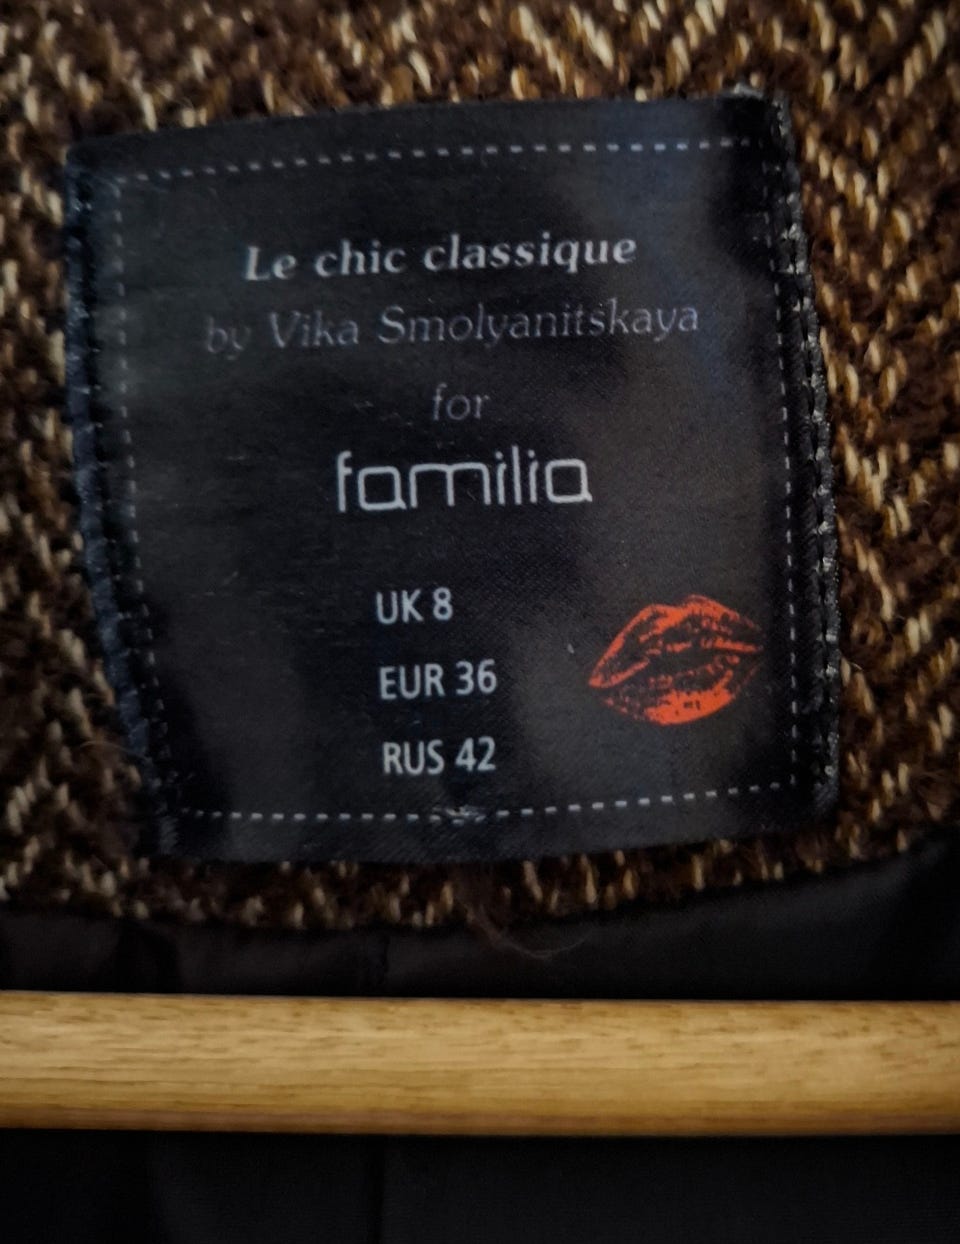 Le chic classique
by Vika Smolyanitskaya
for
familia
UK 8
EUR 36
RUS 42